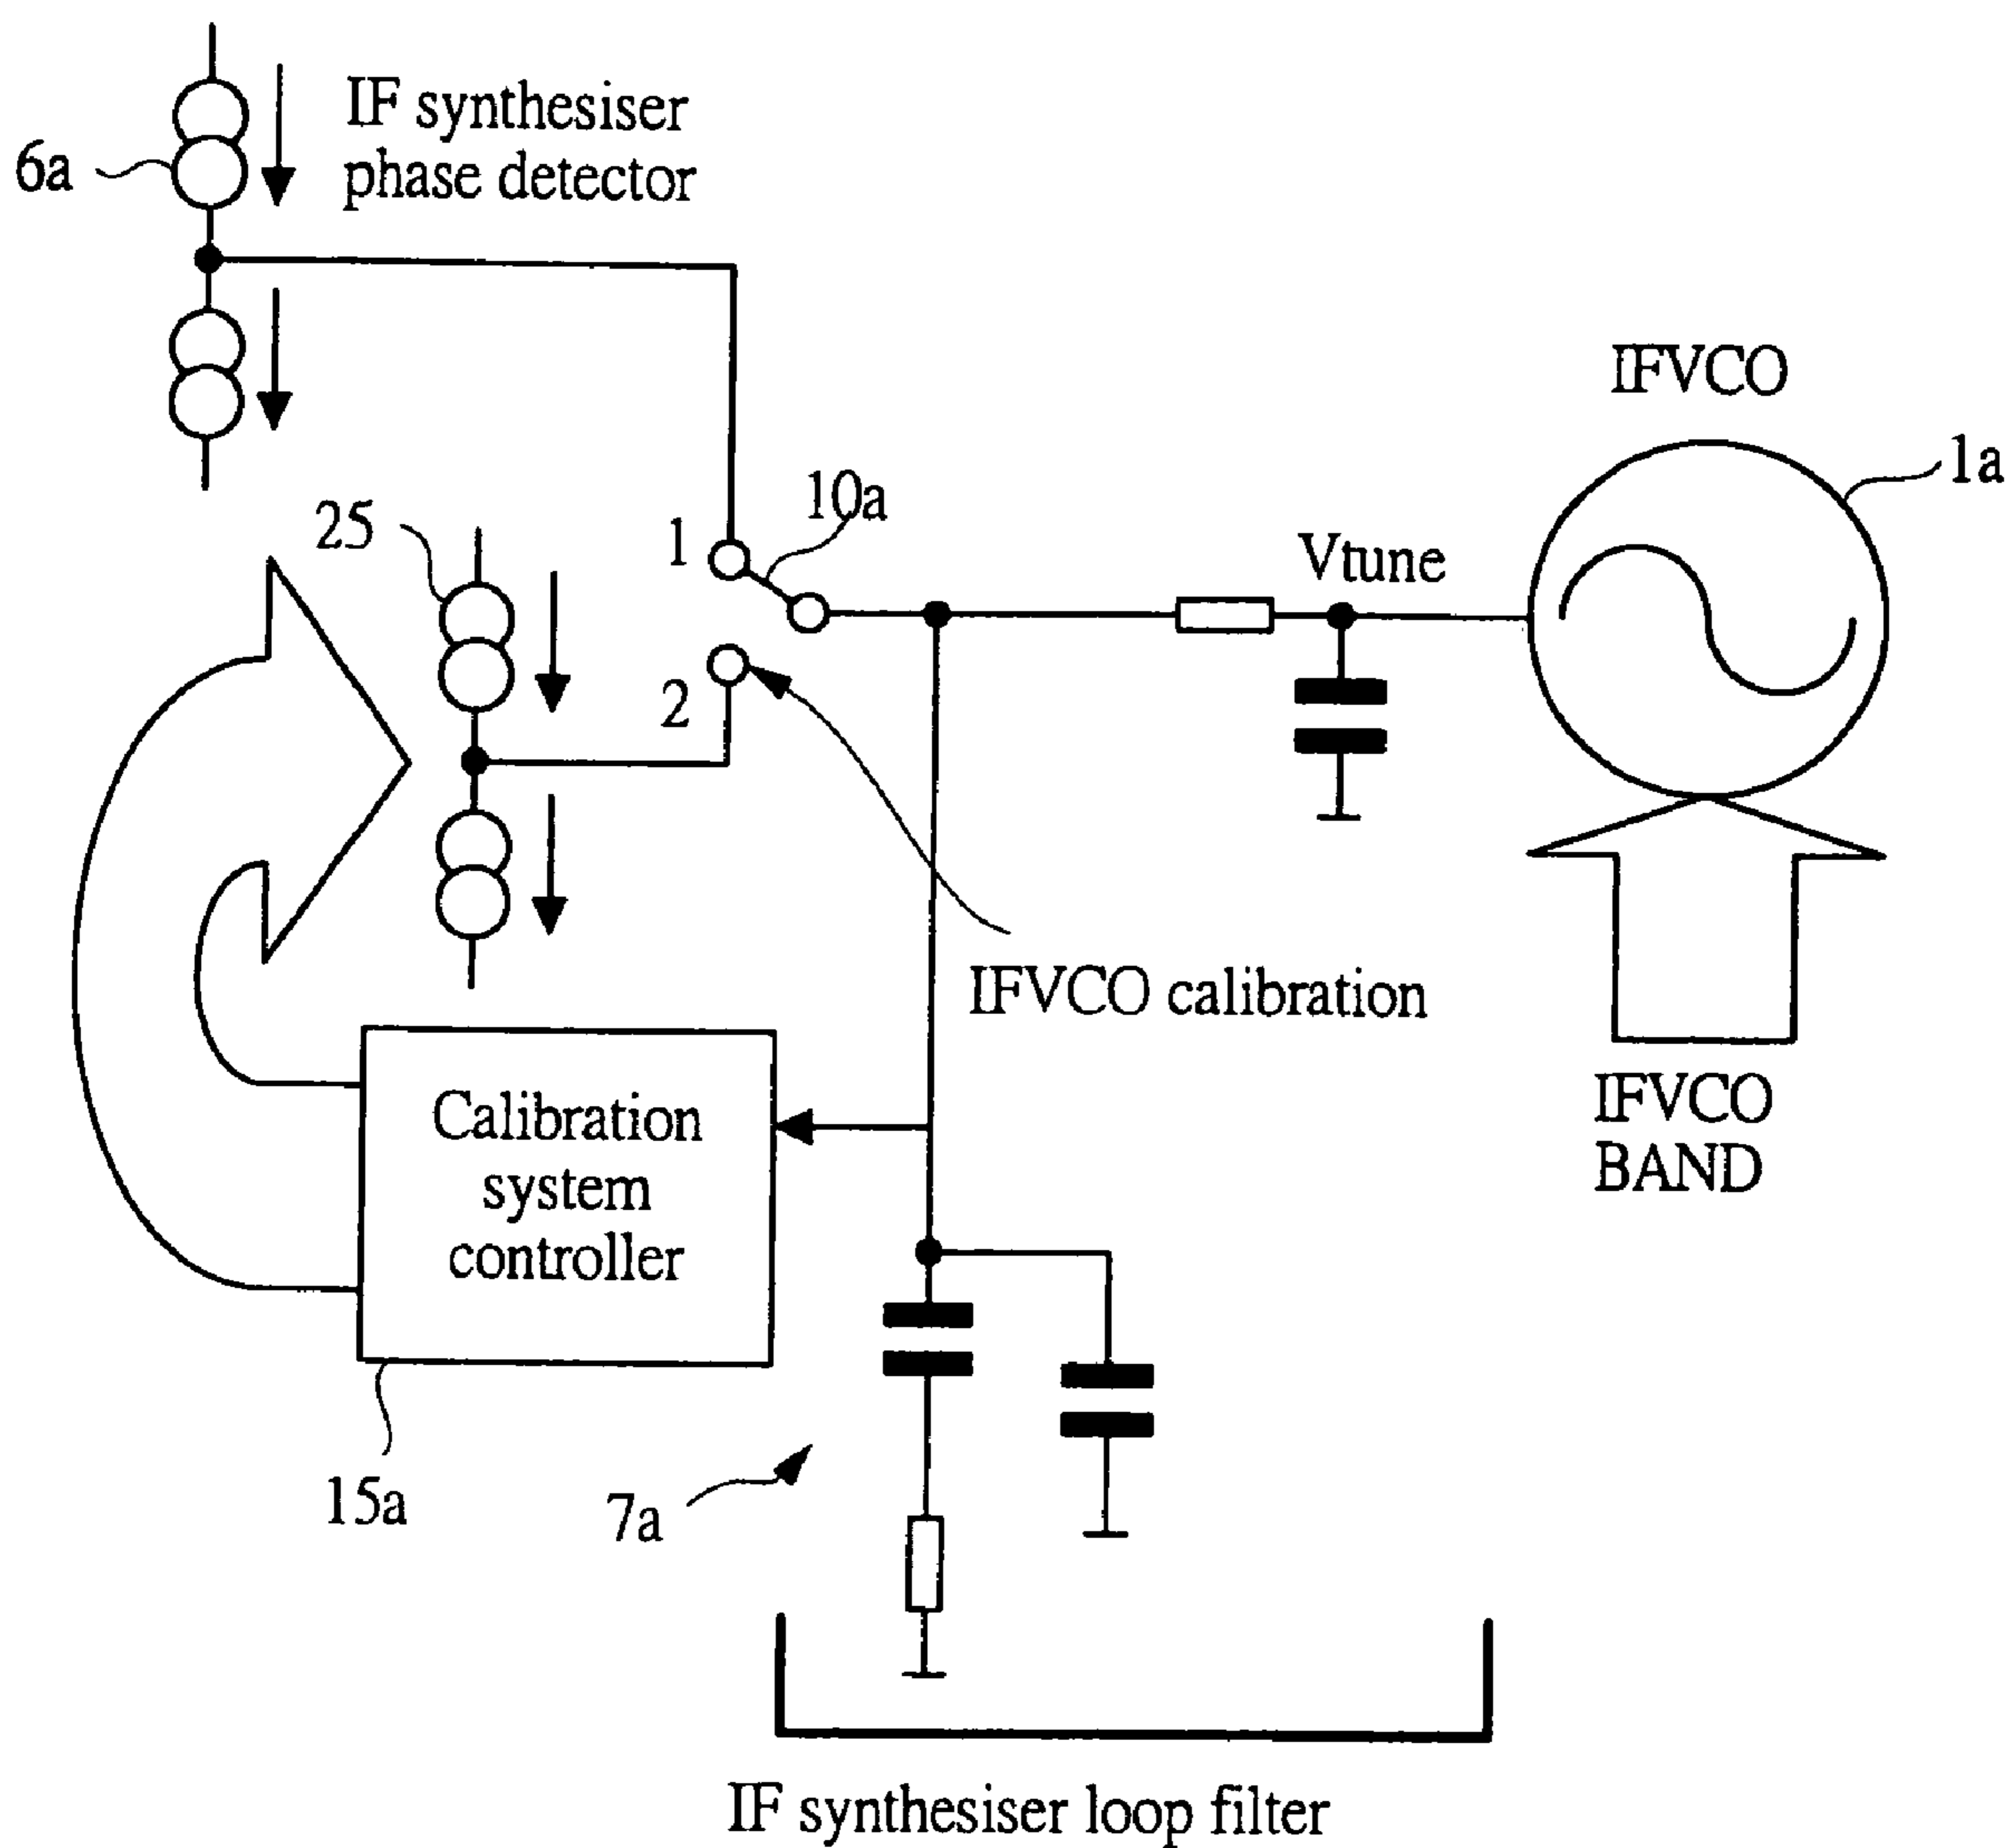 IF synthesiser
phase detector
6a
IFVCO
1a
25
1
10a
Vtune
2
IFVCO calibration
Calibration
system
controller
IFVCO
BAND
15a
7a
IF synthesiser loop filter